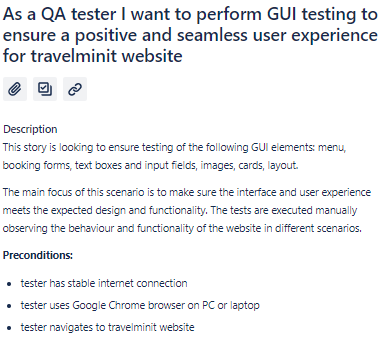 As a QA tester I want to perform GUI testing to
ensure a positive and seamless user experience
for travelminit website
Description
This story is looking to ensure testing of the following GUI elements: menu,
booking forms, text boxes and input fields, images, cards, layout.
The main focus of this scenario is to make sure the interface and user experience
meets the expected design and functionality. The tests are executed manually
observing the behaviour and functionality of the website in different scenarios.
Preconditions:
• tester has stable internet connection
• tester uses Google Chrome browser on PC or laptop
• tester navigates to travelminit website